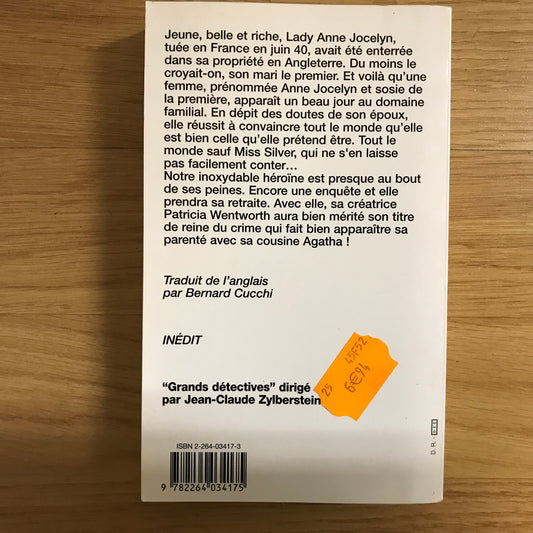 Jeune, belle et riche, Lady Anne Jocelyn,
tuée en France en juin 40, avait été enterrée
dans sa propriété en Angleterre. Du moins le
croyait-on, son mari le premier. Et voilà qu'une
femme, prénommée Anne Jocelyn et sosie de
la première, apparaît un beau jour au domaine
familial. En dépit des doutes de son époux,
elle réussit à convaincre tout le monde qu'elle
est bien celle qu'elle prétend être. Tout le
monde sauf Miss Silver, qui ne s'en laisse
pas facilement conter…
Notre inoxydable héroïne est presque au bout
de ses peines. Encore une enquête et elle
prendra sa retraite. Avec elle, sa créatrice
Patricia Wentworth aura bien mérité son titre
de reine du crime qui fait bien apparaître sa
parenté avec sa cousine Agatha !
Traduit de l'anglais
par Bernard Cucchi
INÉDIT
"Grands détectives" dirigé
par Jean-Claude Zylberstein
25 45F52
6€94
D. R. -
ISBN 2-264-03417-3
9 782264 034175